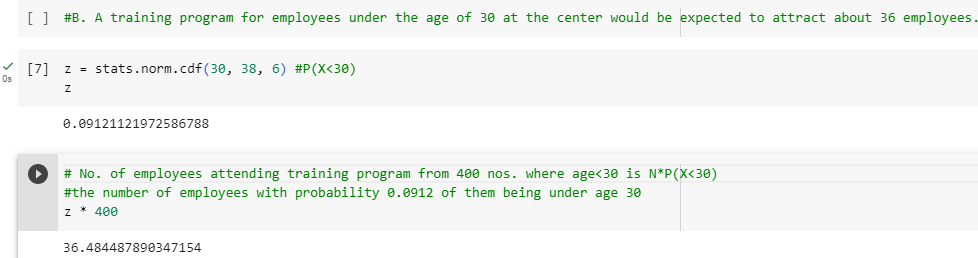 [ ] #B. A training program for employees under the age of 30 at the center would be expected to attract about 36 employees.
[7] z = stats.norm.cdf(30, 38, 6) #P(X<30)
0s
z
0.09121121972586788
# No. of employees attending training program from 400 nos. where age<30 is N*P(X<30)
#the number of employees with probability 0.0912 of them being under age 30
z * 400
36.484487890347154